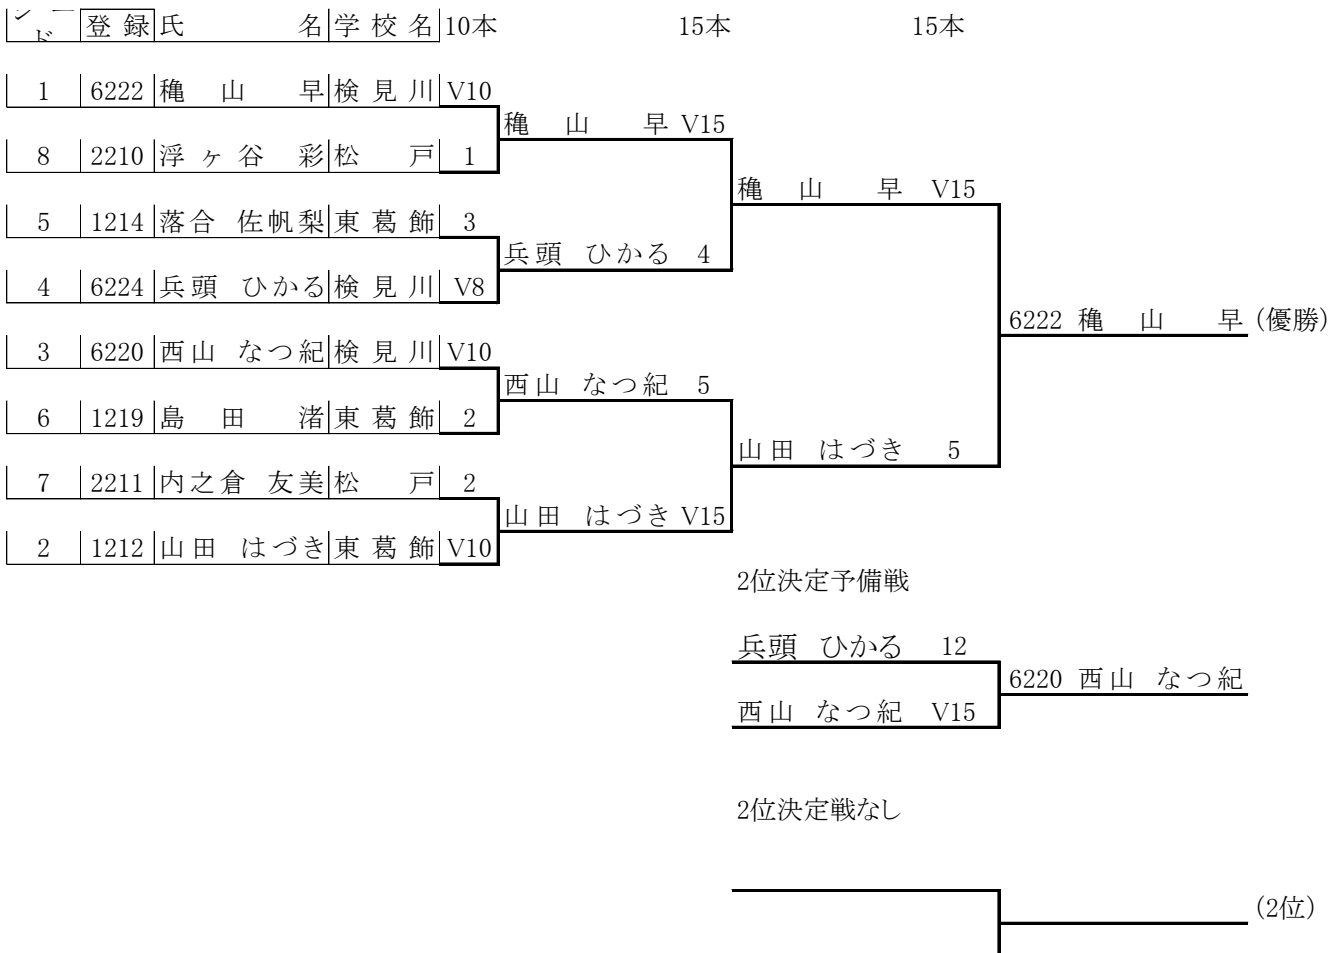 シード 登録 氏 名 学校名 10本 15本 15本
1 6222 穐 山 早 検見川 V10
穐 山 早 V15
8 2210 浮ヶ谷 彩 松 戸 1
穐 山 早 V15
5 1214 落合 佐帆梨 東葛飾 3
兵頭 ひかる 4
4 6224 兵頭 ひかる 検見川 V8
6222 穐 山 早 (優勝)
3 6220 西山 なつ紀 検見川 V10
西山 なつ紀 5
6 1219 島 田 渚 東葛飾 2
山田 はづき 5
7 2211 内之倉 友美 松 戸 2
山田 はづき V15
2 1212 山田 はづき 東葛飾 V10
2位決定予備戦
兵頭 ひかる 12
6220 西山 なつ紀
西山 なつ紀 V15
2位決定戦なし
(2位)